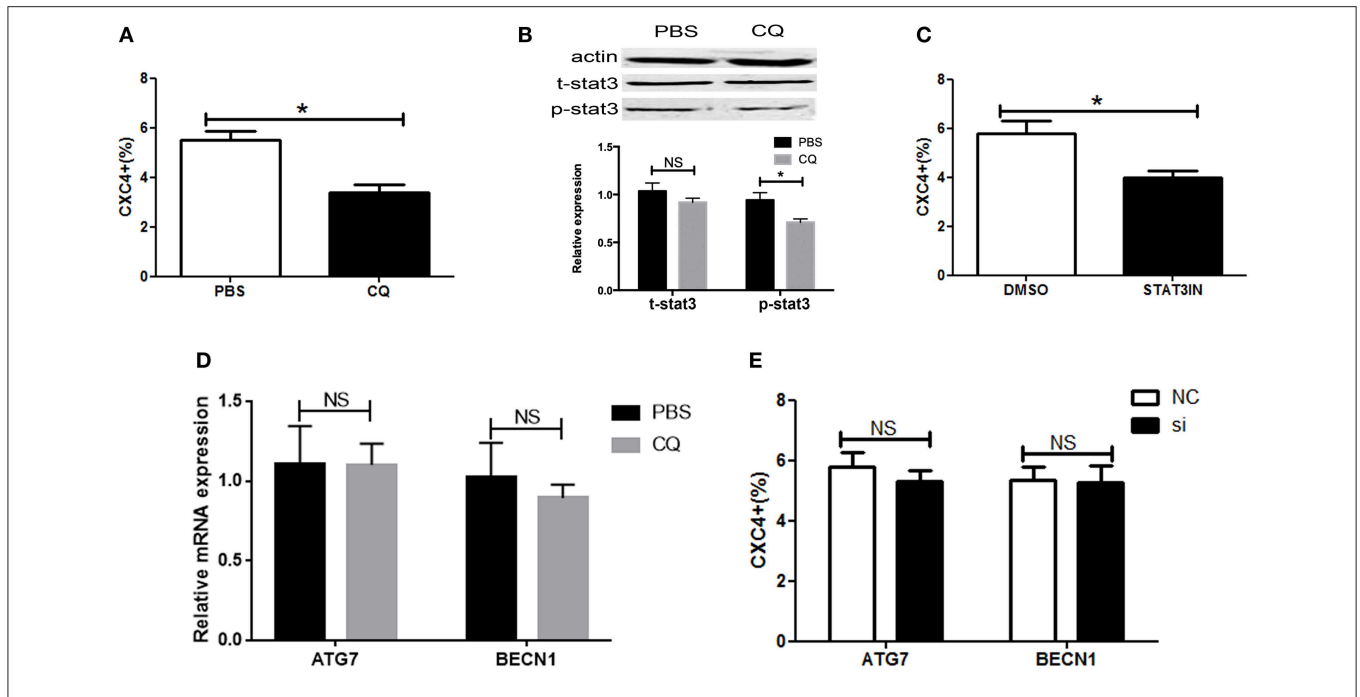 A
8
6
4
2
0
CXC4+(%)
*
PBS
CQ
B
PBS
CQ
actin
t-stat3
p-stat3
PBS
CQ
1.5
1.0
0.5
0.0
Relative expression
NS
*
t-stat3
p-stat3
C
8
6
4
2
0
CXC4+(%)
*
DMSO
STAT3IN
D
1.5
1.0
0.5
0.0
Relative mRNA expression
NS
NS
PBS
CQ
ATG7
BECN1
E
8
6
4
2
0
CXC4+(%)
NS
NS
NC
si
ATG7
BECN1